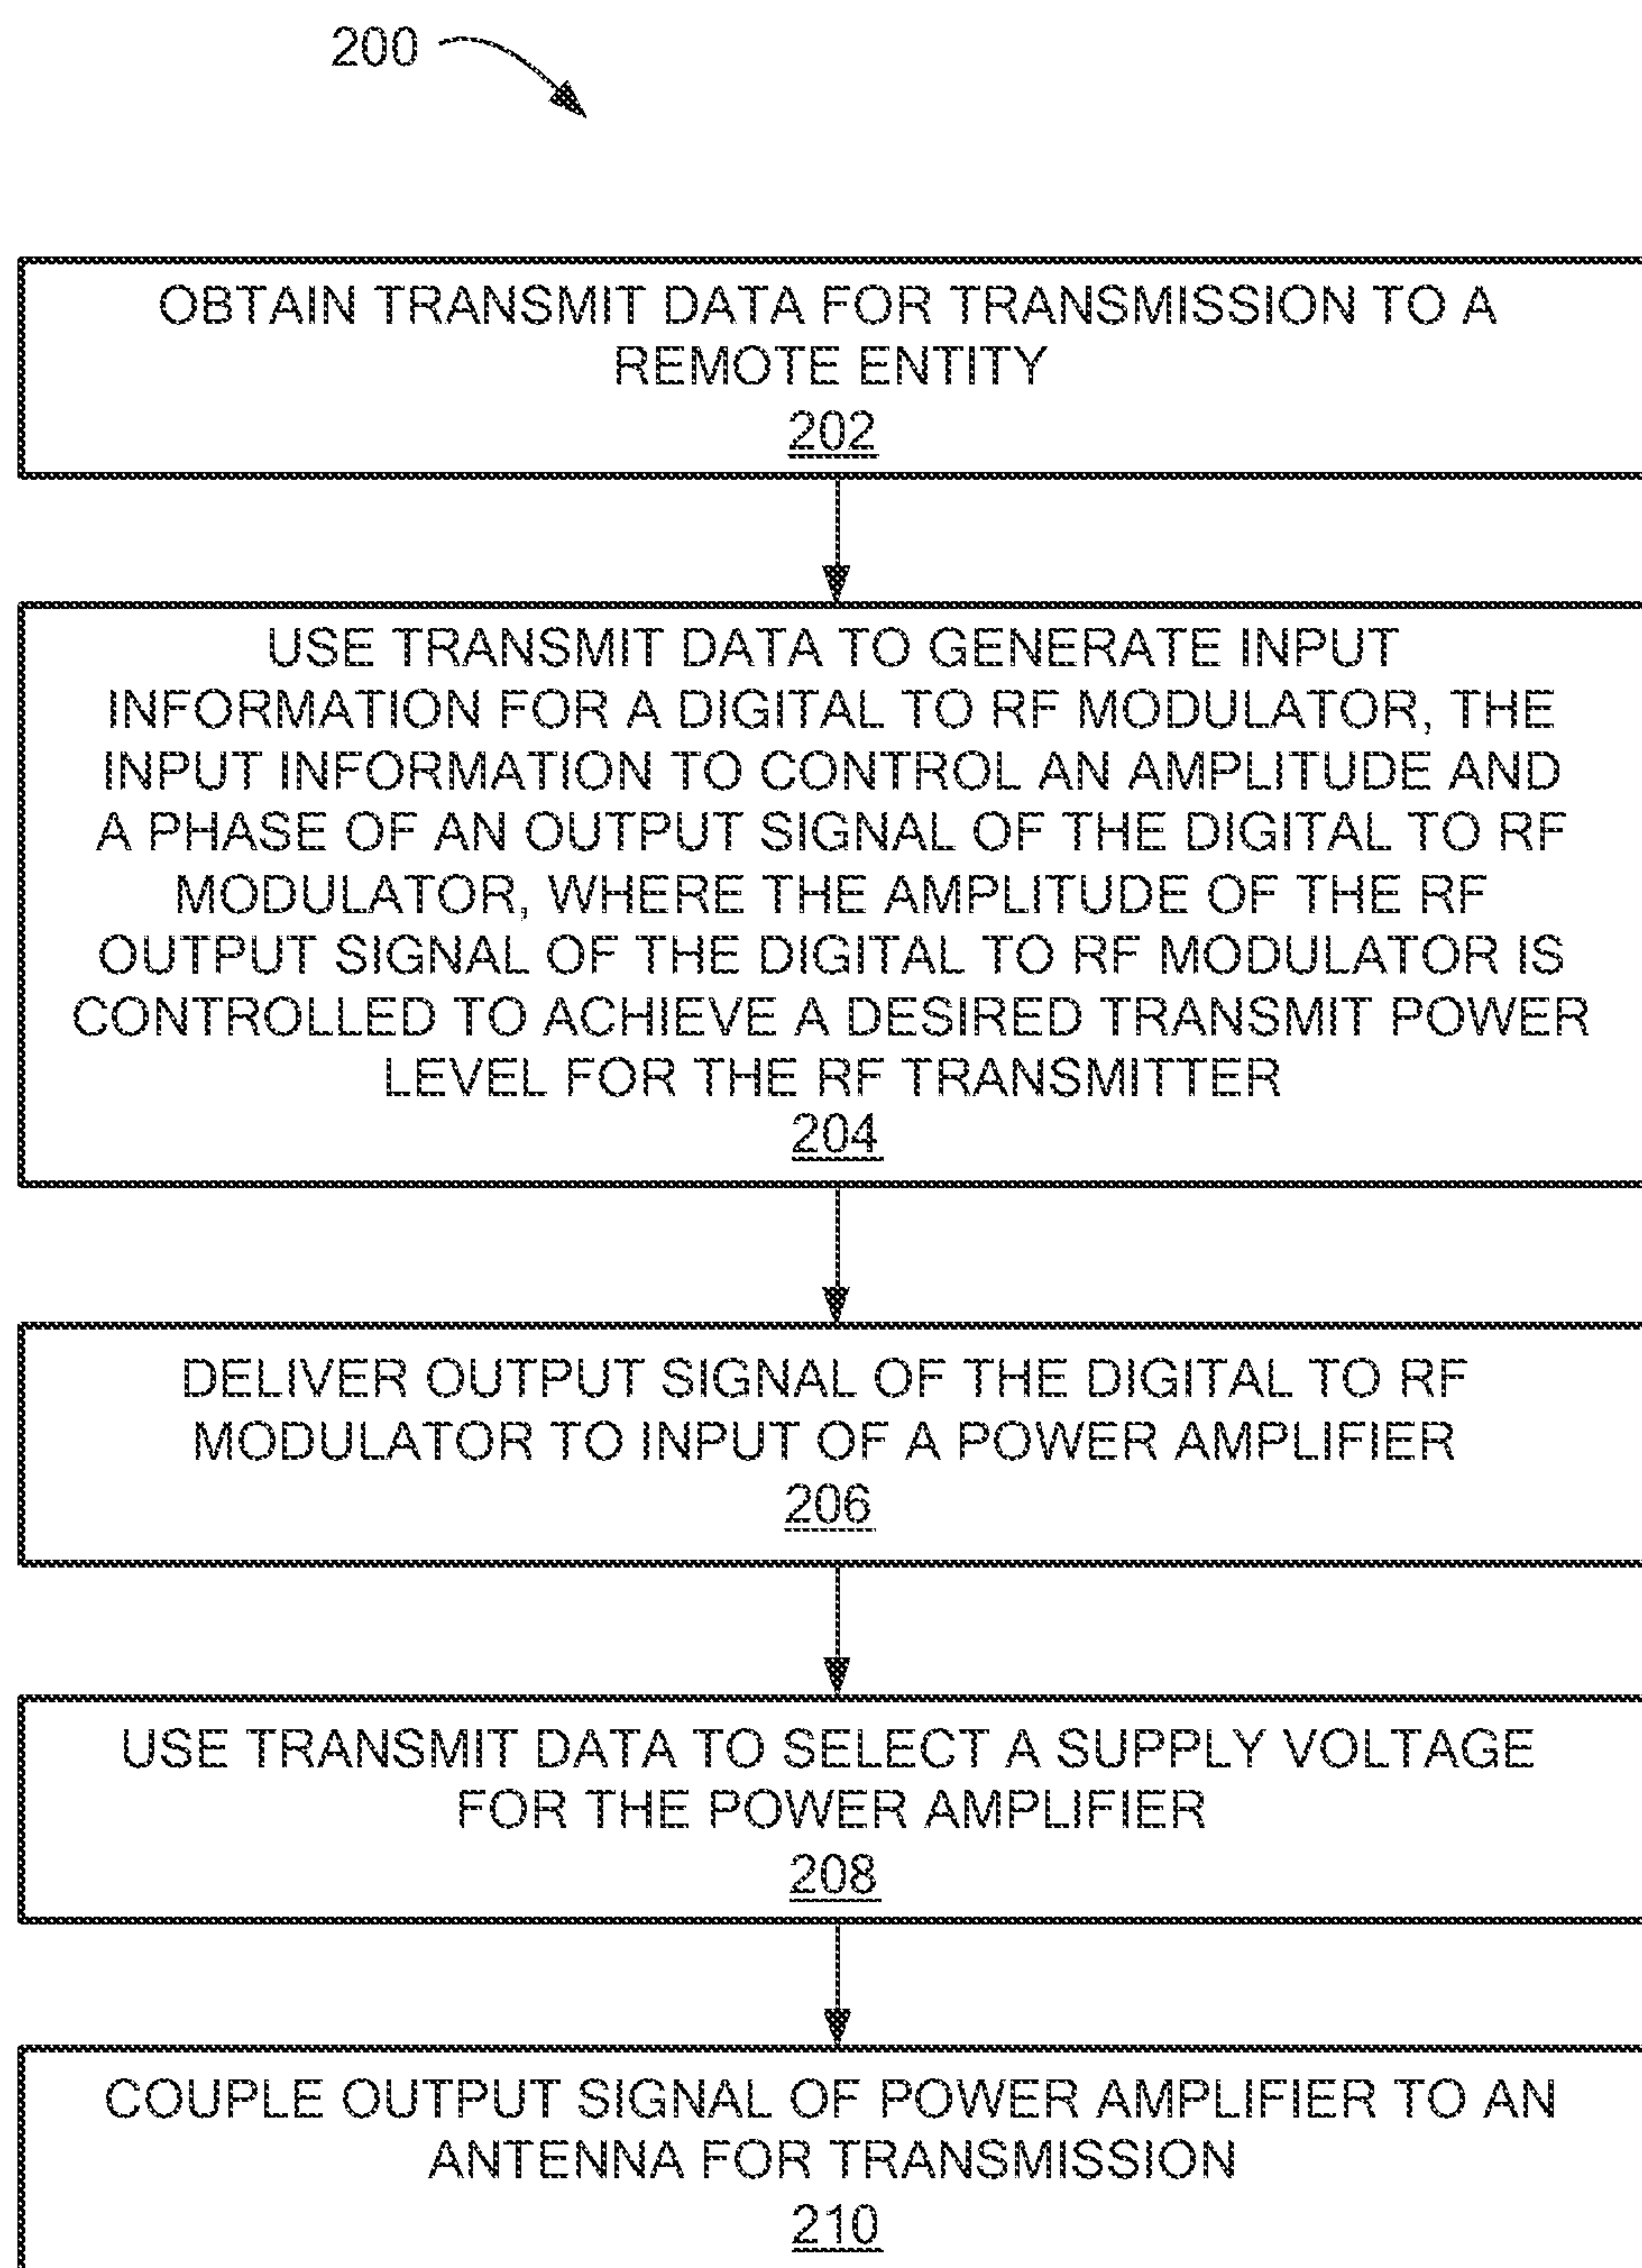 200
OBTAIN TRANSMIT DATA FOR TRANSMISSION TO A
REMOTE ENTITY
202
USE TRANSMIT DATA TO GENERATE INPUT
INFORMATION FOR A DIGITAL TO RF MODULATOR, THE
INPUT INFORMATION TO CONTROL AN AMPLITUDE AND
A PHASE OF AN OUTPUT SIGNAL OF THE DIGITAL TO RF
MODULATOR, WHERE THE AMPLITUDE OF THE RF
OUTPUT SIGNAL OF THE DIGITAL TO RF MODULATOR IS
CONTROLLED TO ACHIEVE A DESIRED TRANSMIT POWER
LEVEL FOR THE RF TRANSMITTER
204
DELIVER OUTPUT SIGNAL OF THE DIGITAL TO RF
MODULATOR TO INPUT OF A POWER AMPLIFIER
206
USE TRANSMIT DATA TO SELECT A SUPPLY VOLTAGE
FOR THE POWER AMPLIFIER
208
COUPLE OUTPUT SIGNAL OF POWER AMPLIFIER TO AN
ANTENNA FOR TRANSMISSION
210